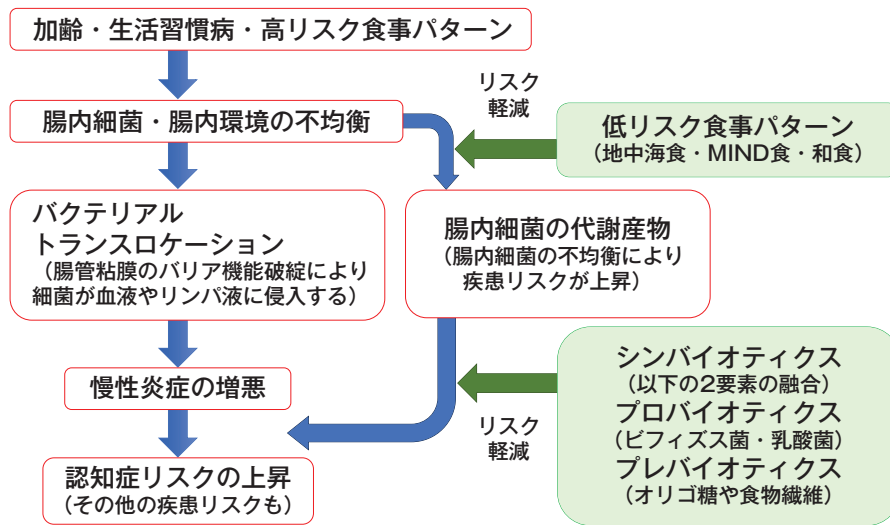 加齢・生活習慣病・高リスク食事パターン
腸内細菌・腸内環境の不均衡
リスク
軽減
低リスク食事パターン
（地中海食・MIND食・和食）
バクテリアル
トランスロケーション
（腸管粘膜のバリア機能破綻により
細菌が血液やリンパ液に侵入する）
腸内細菌の代謝産物
（腸内細菌の不均衡により
疾患リスクが上昇）
慢性炎症の増悪
シンバイオティクス
（以下の2要素の融合）
プロバイオティクス
（ビフィズス菌・乳酸菌）
プレバイオティクス
（オリゴ糖や食物繊維）
リスク
軽減
認知症リスクの上昇
（その他の疾患リスクも）